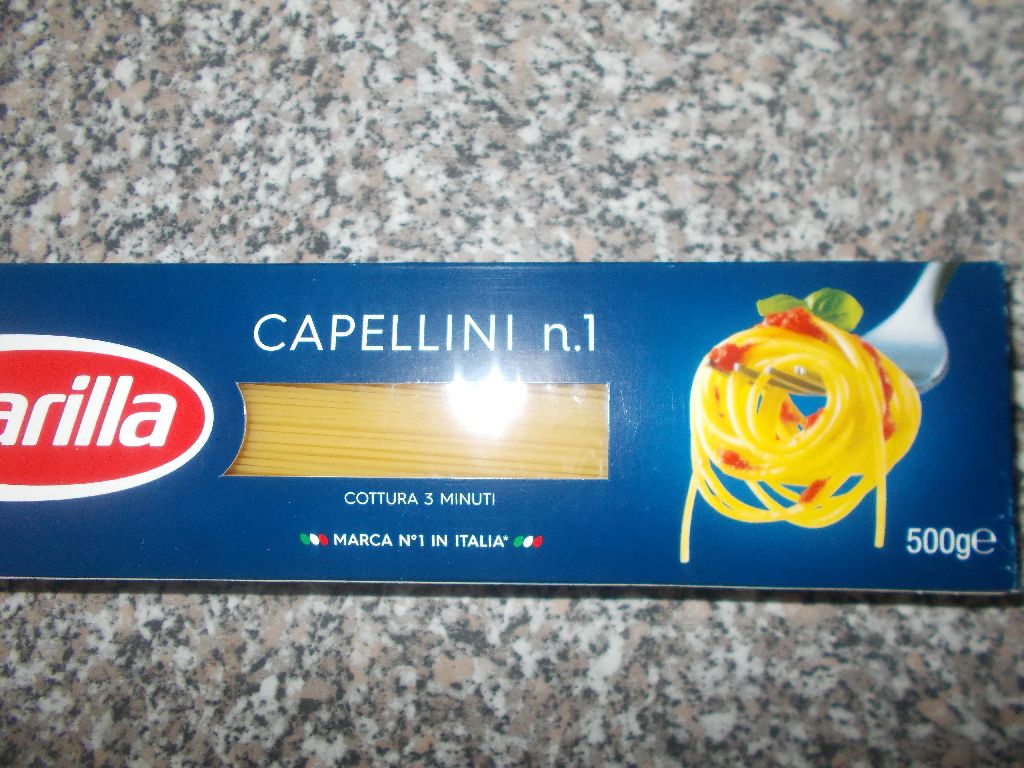 CAPELLINI n.1
arilla
COTTURA 3 MINUTI
MARCA N°1 IN ITALIA*
500g℮